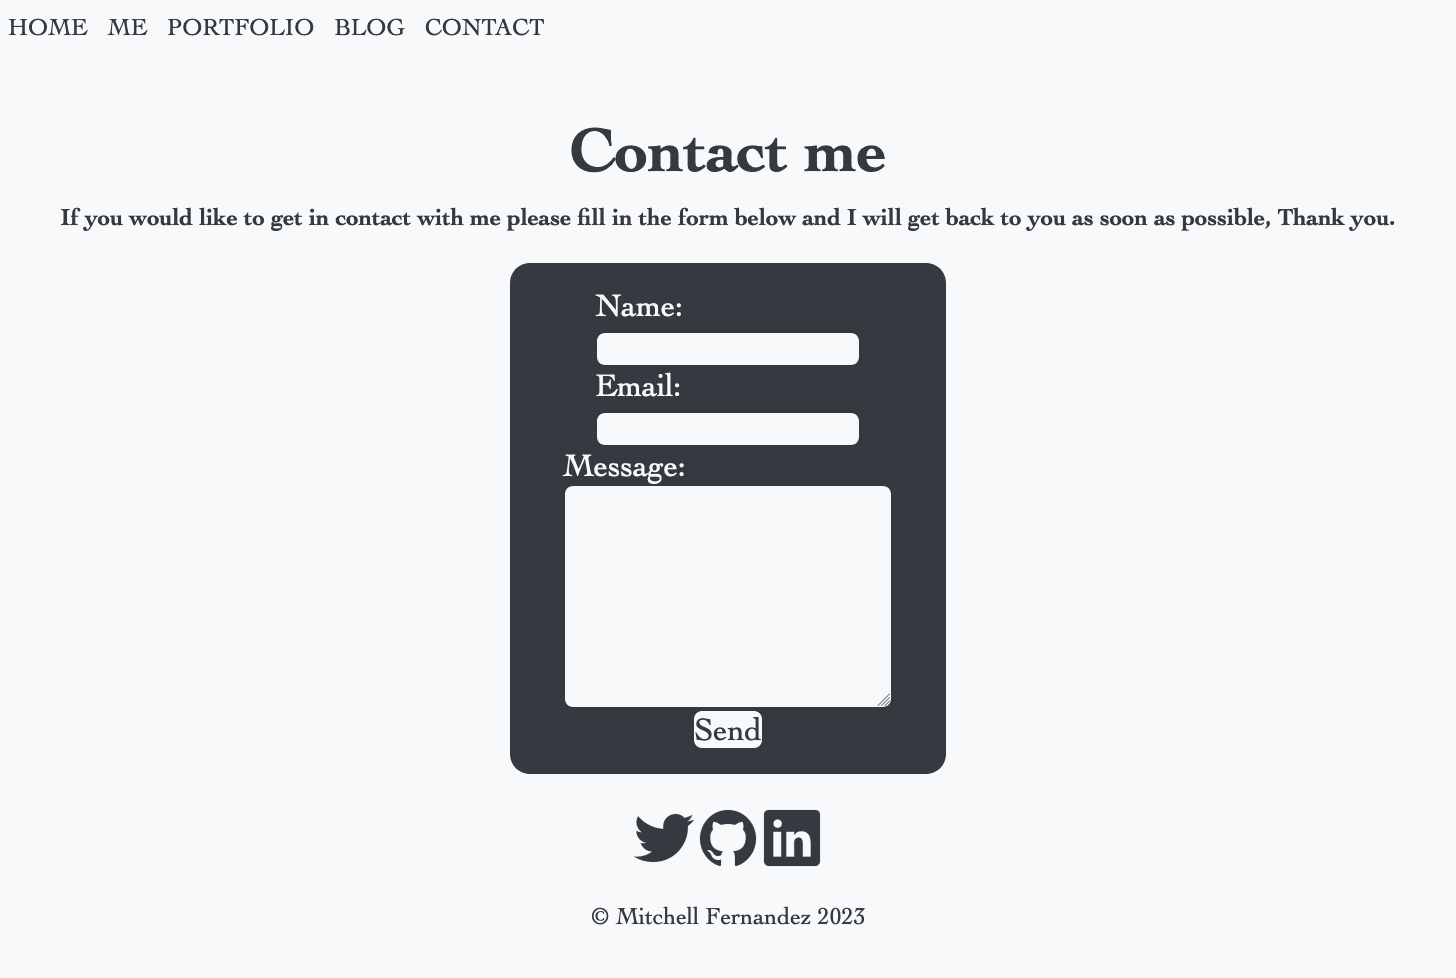 HOME ME PORTFOLIO BLOG CONTACT
Contact me
If you would like to get in contact with me please fill in the form below and I will get back to you as soon as possible, Thank you.
Name:
Email:
Message:
Send
in
© Mitchell Fernandez 2023